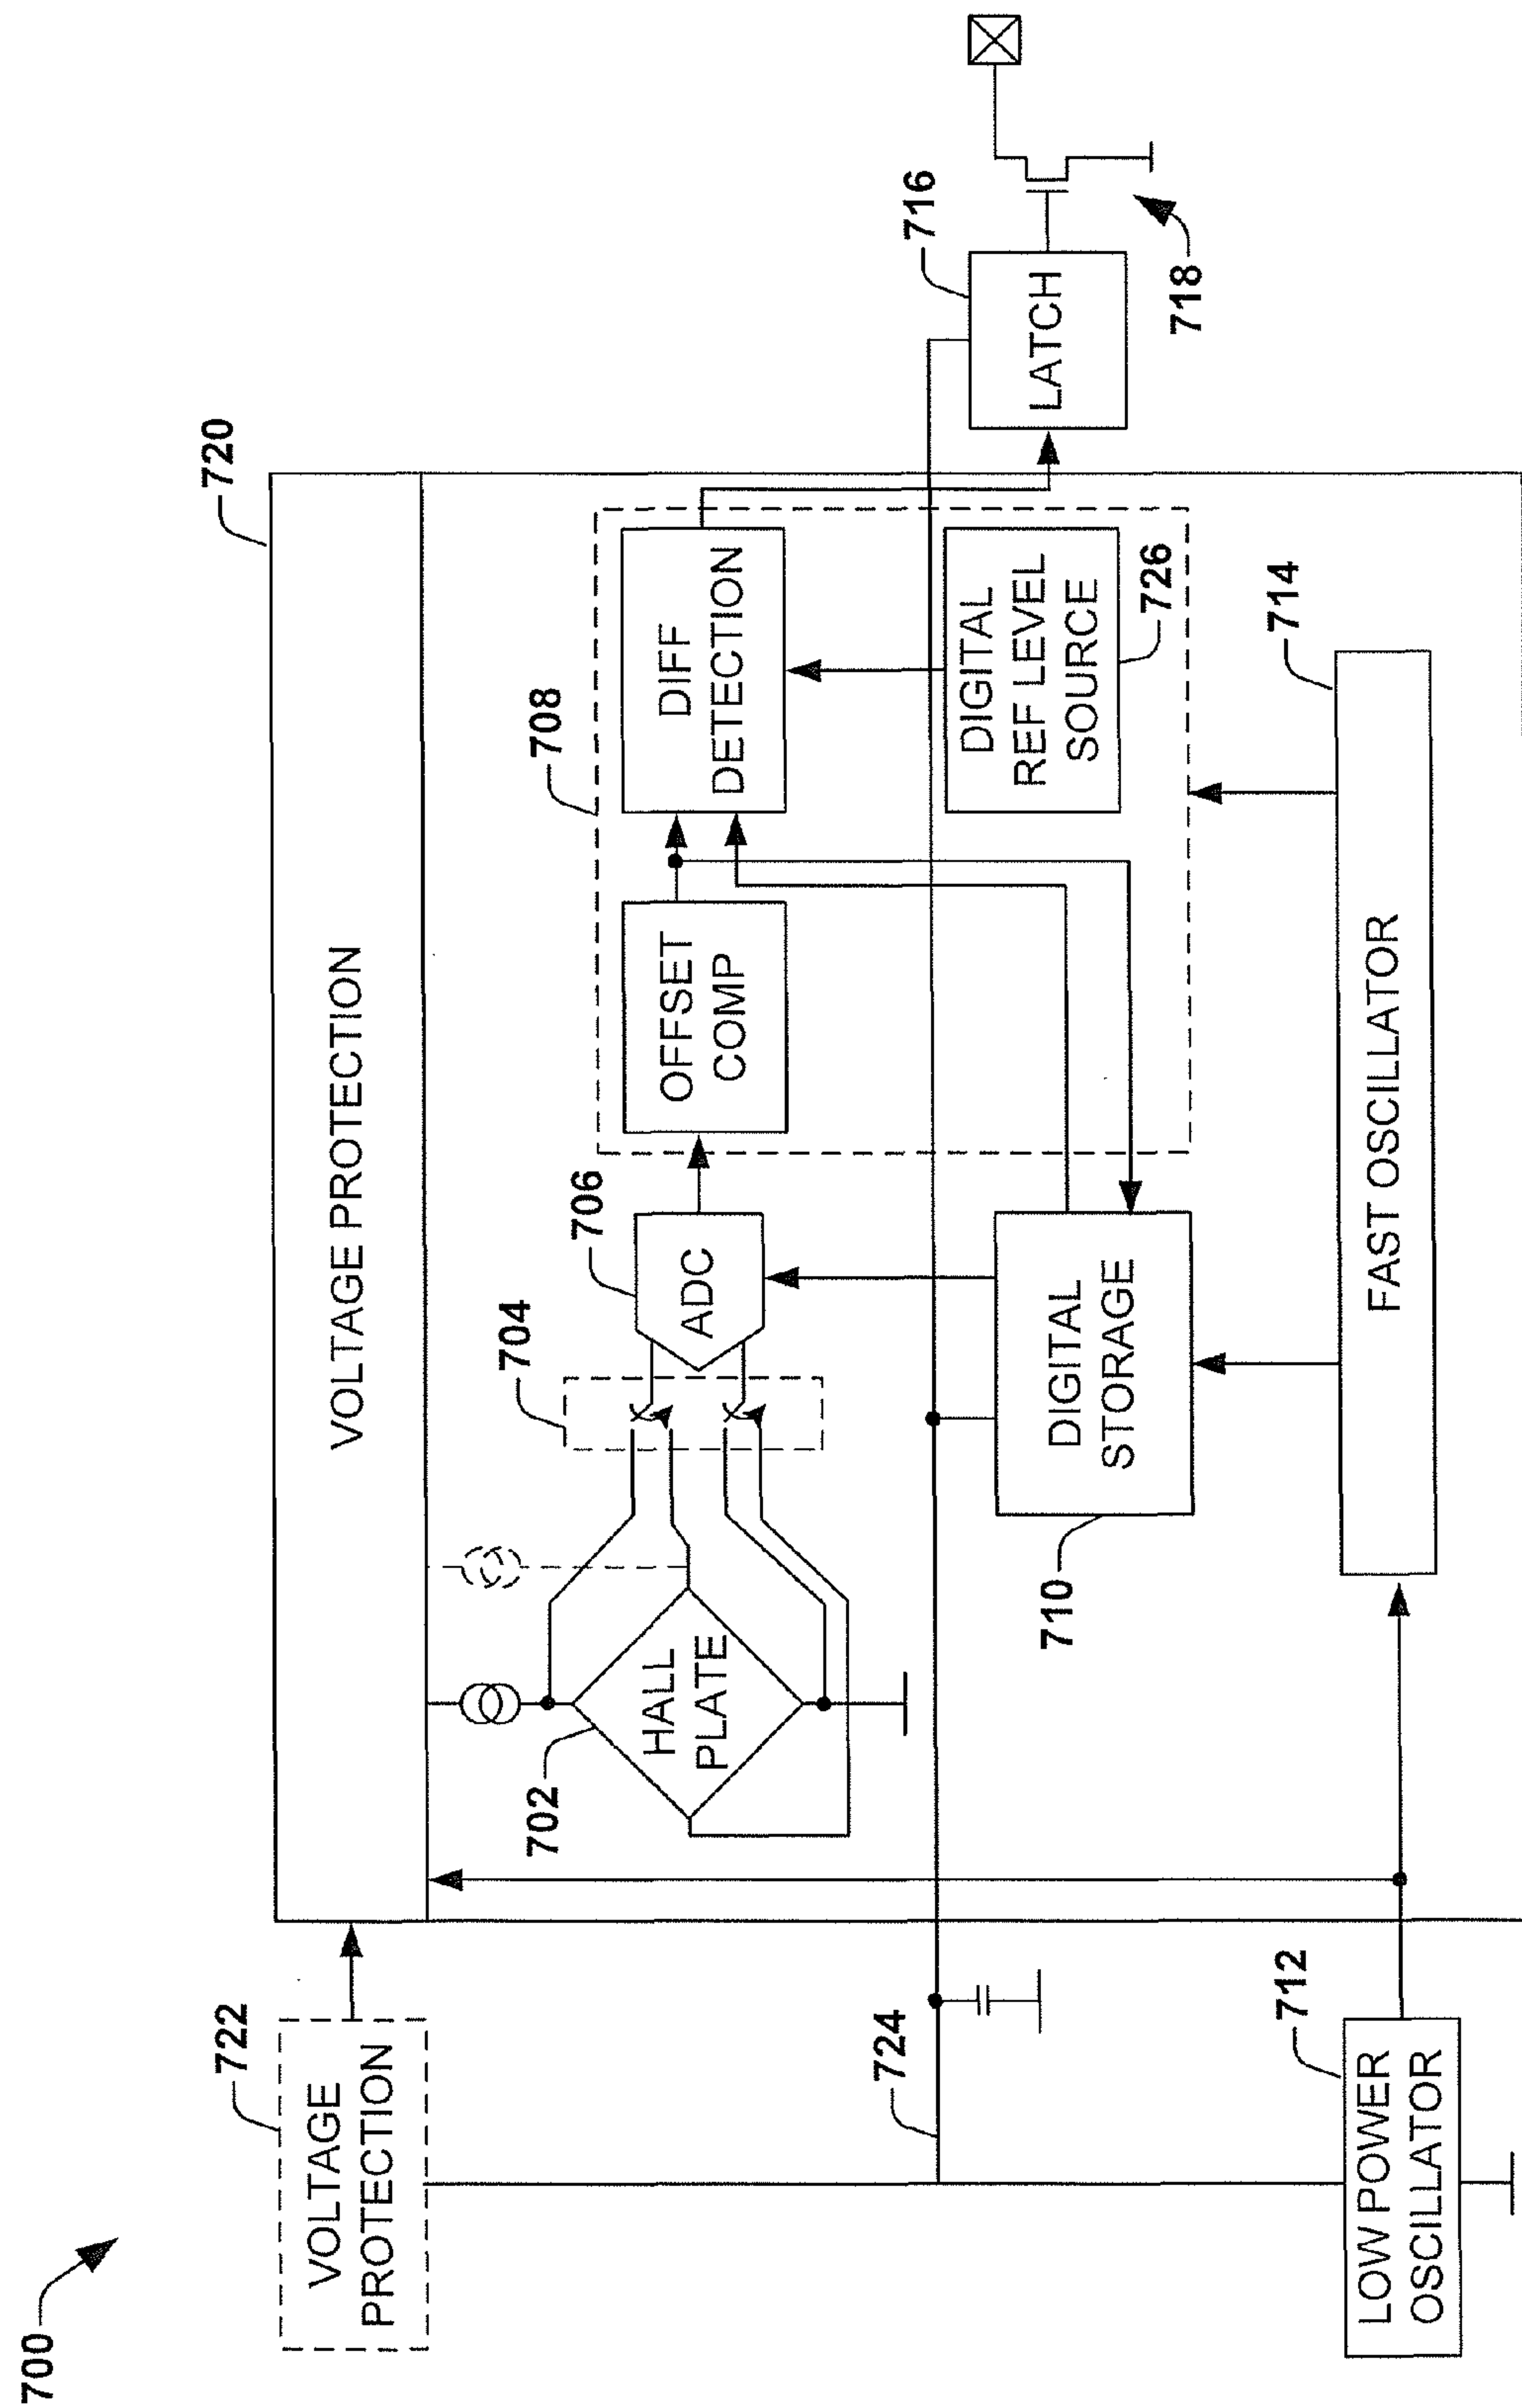 700
722
VOLTAGE
PROTECTION
720
VOLTAGE PROTECTION
702
HALL
PLATE
704
706
ADC
708
OFFSET
COMP
DIFF
DETECTION
DIGITAL
REF LEVEL
SOURCE
726
724
710
DIGITAL
STORAGE
716
LATCH
718
712
LOW POWER
OSCILLATOR
714
FAST OSCILLATOR